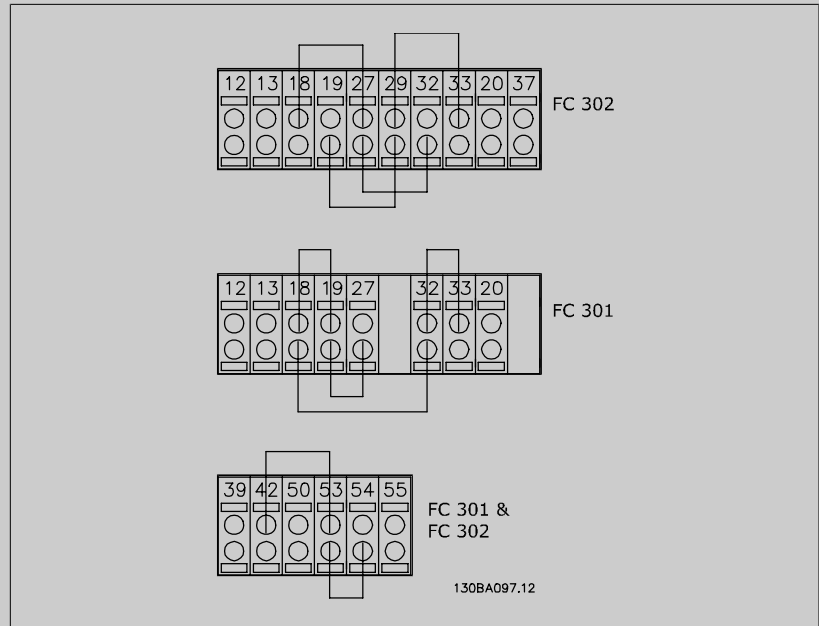 12 13 18 19 27 29 32 33 20 37
FC 302
12 13 18 19 27 32 33 20
FC 301
39 42 50 53 54 55
FC 301 &
FC 302
130BA097.12